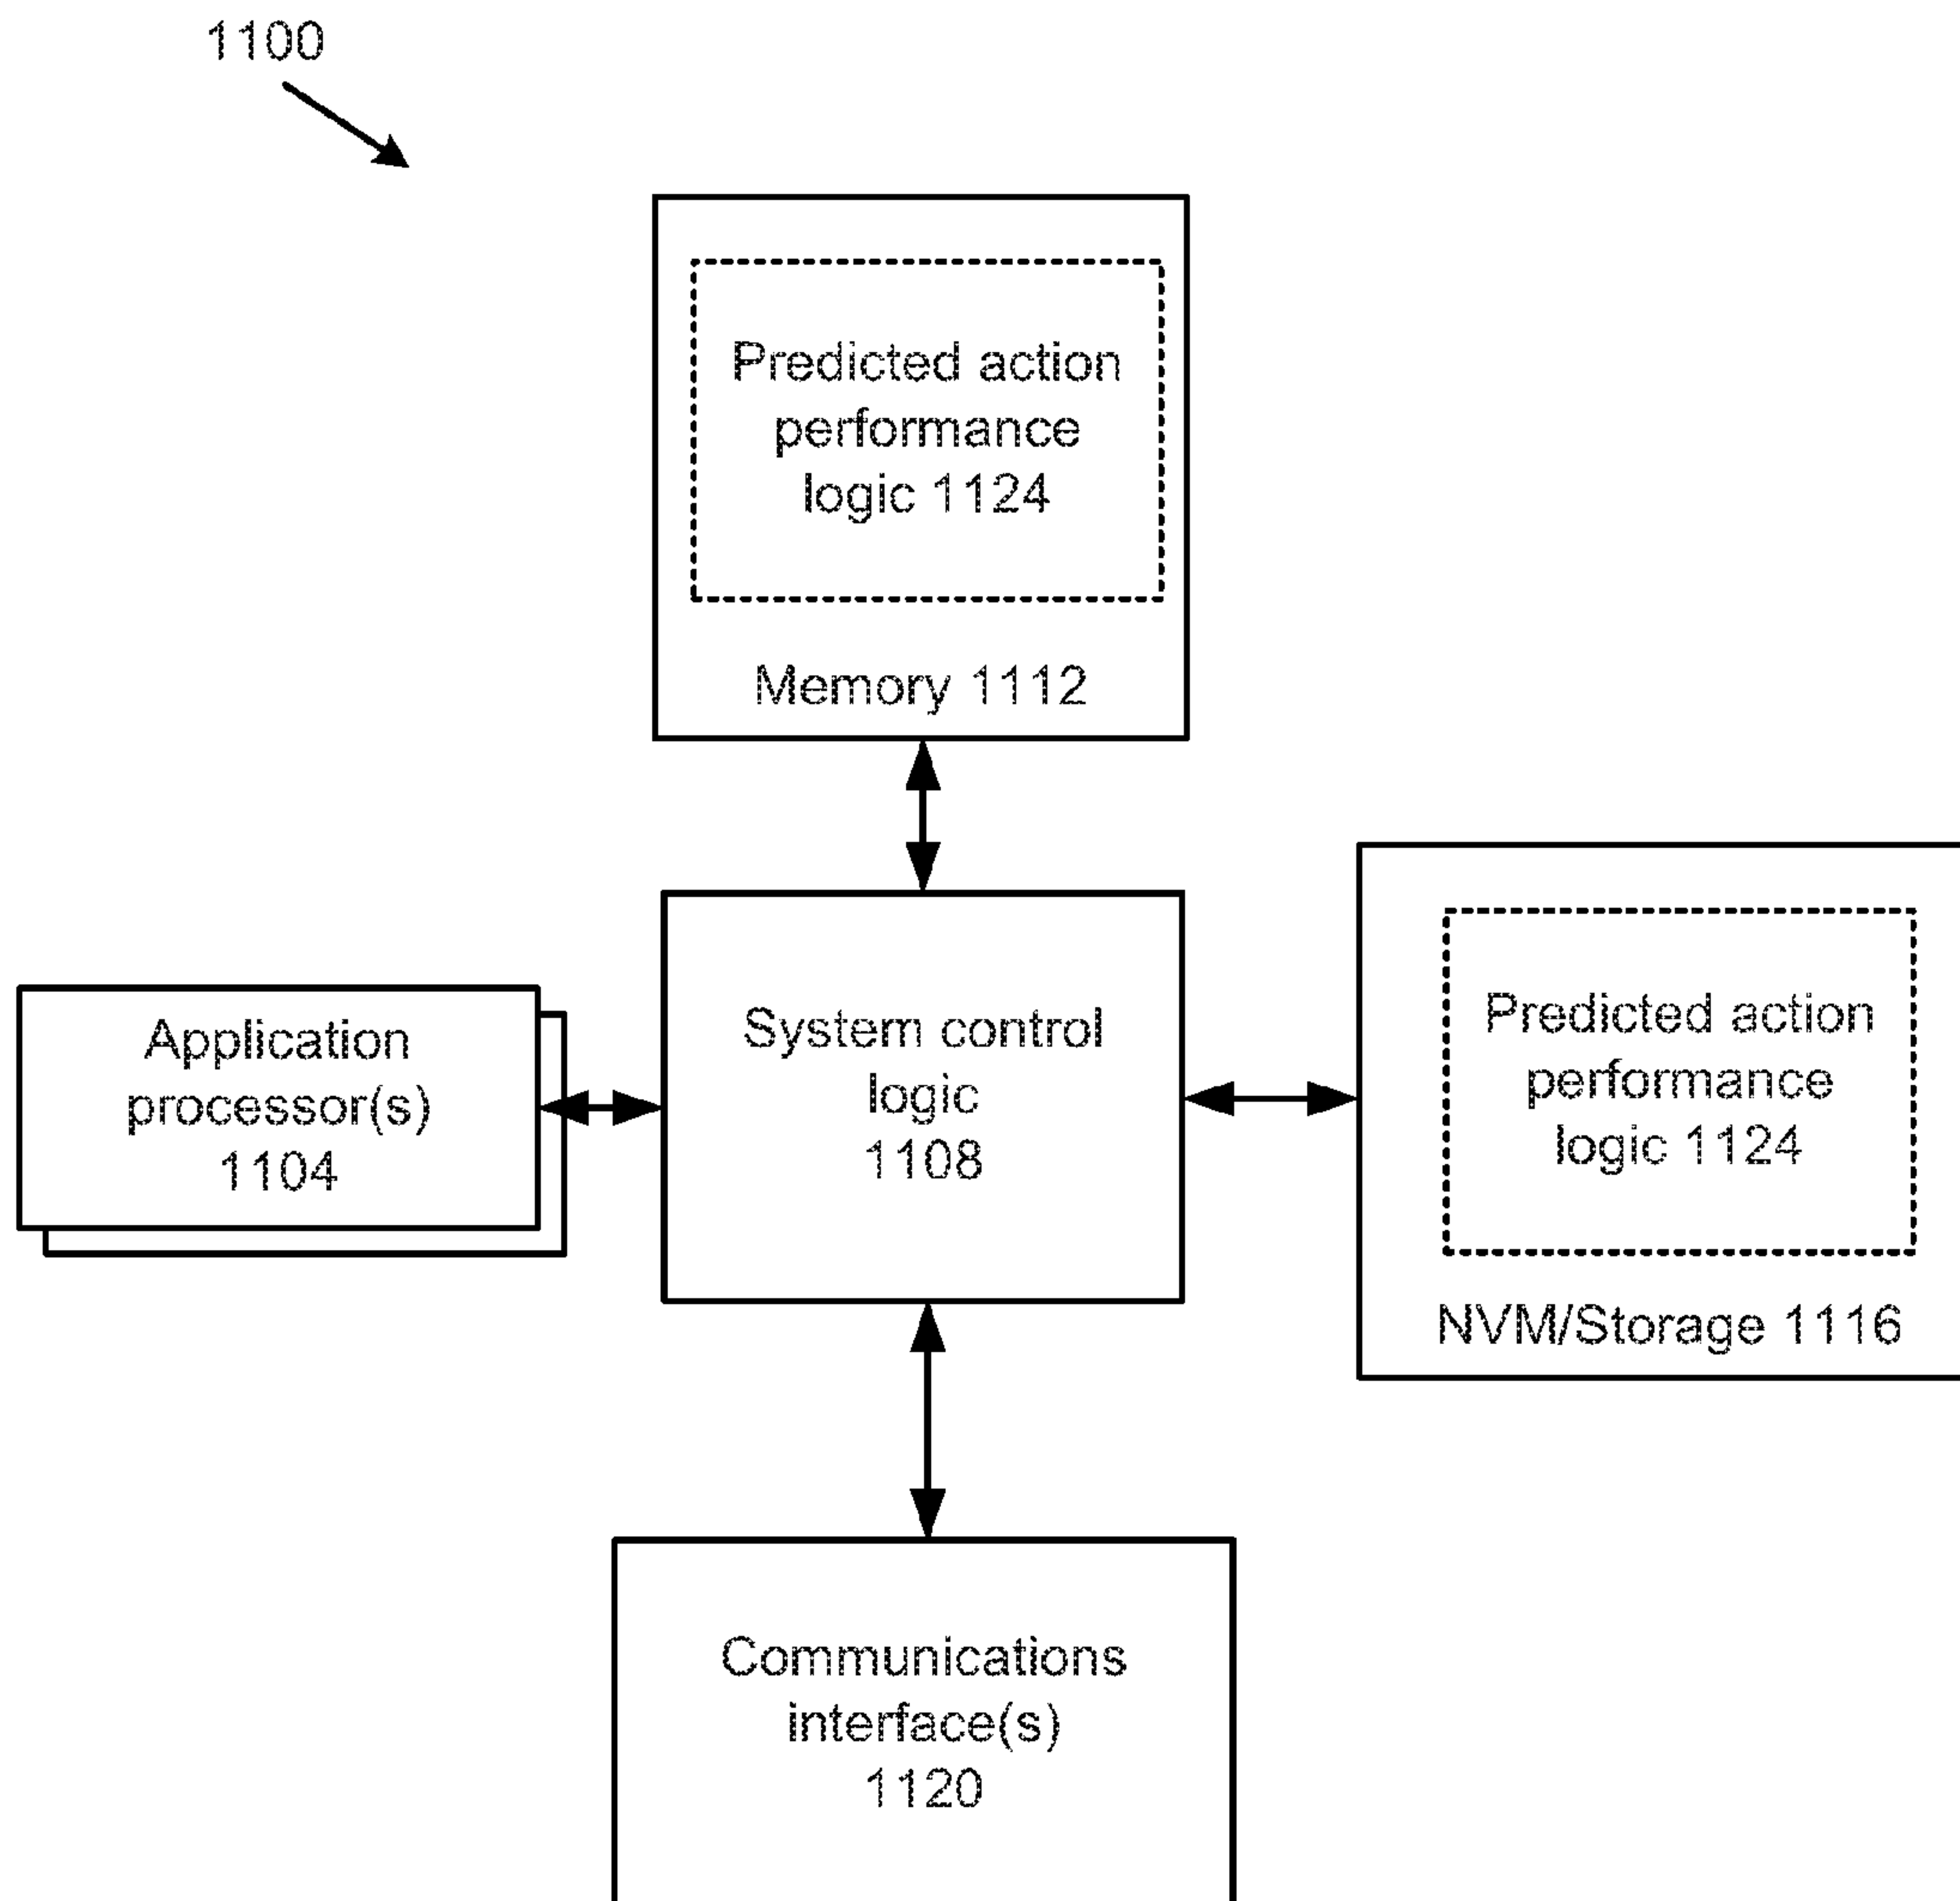 1100
Predicted action
performance
logic 1124
Memory 1112
Application
processor(s)
1104
System control
logic
1108
Predicted action
performance
logic 1124
NVM/Storage 1116
Communications
interface(s)
1120